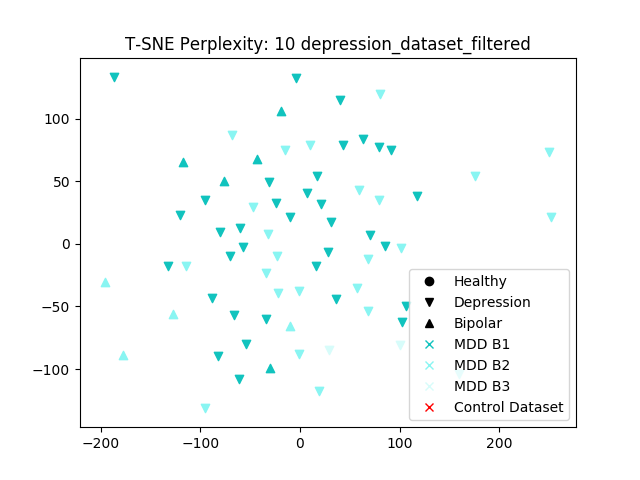 T-SNE Perplexity: 10 depression_dataset_filtered
100
50
0
−50
−100
−200
−100
0
100
200
Healthy
Depression
Bipolar
MDD B1
MDD B2
MDD B3
Control Dataset